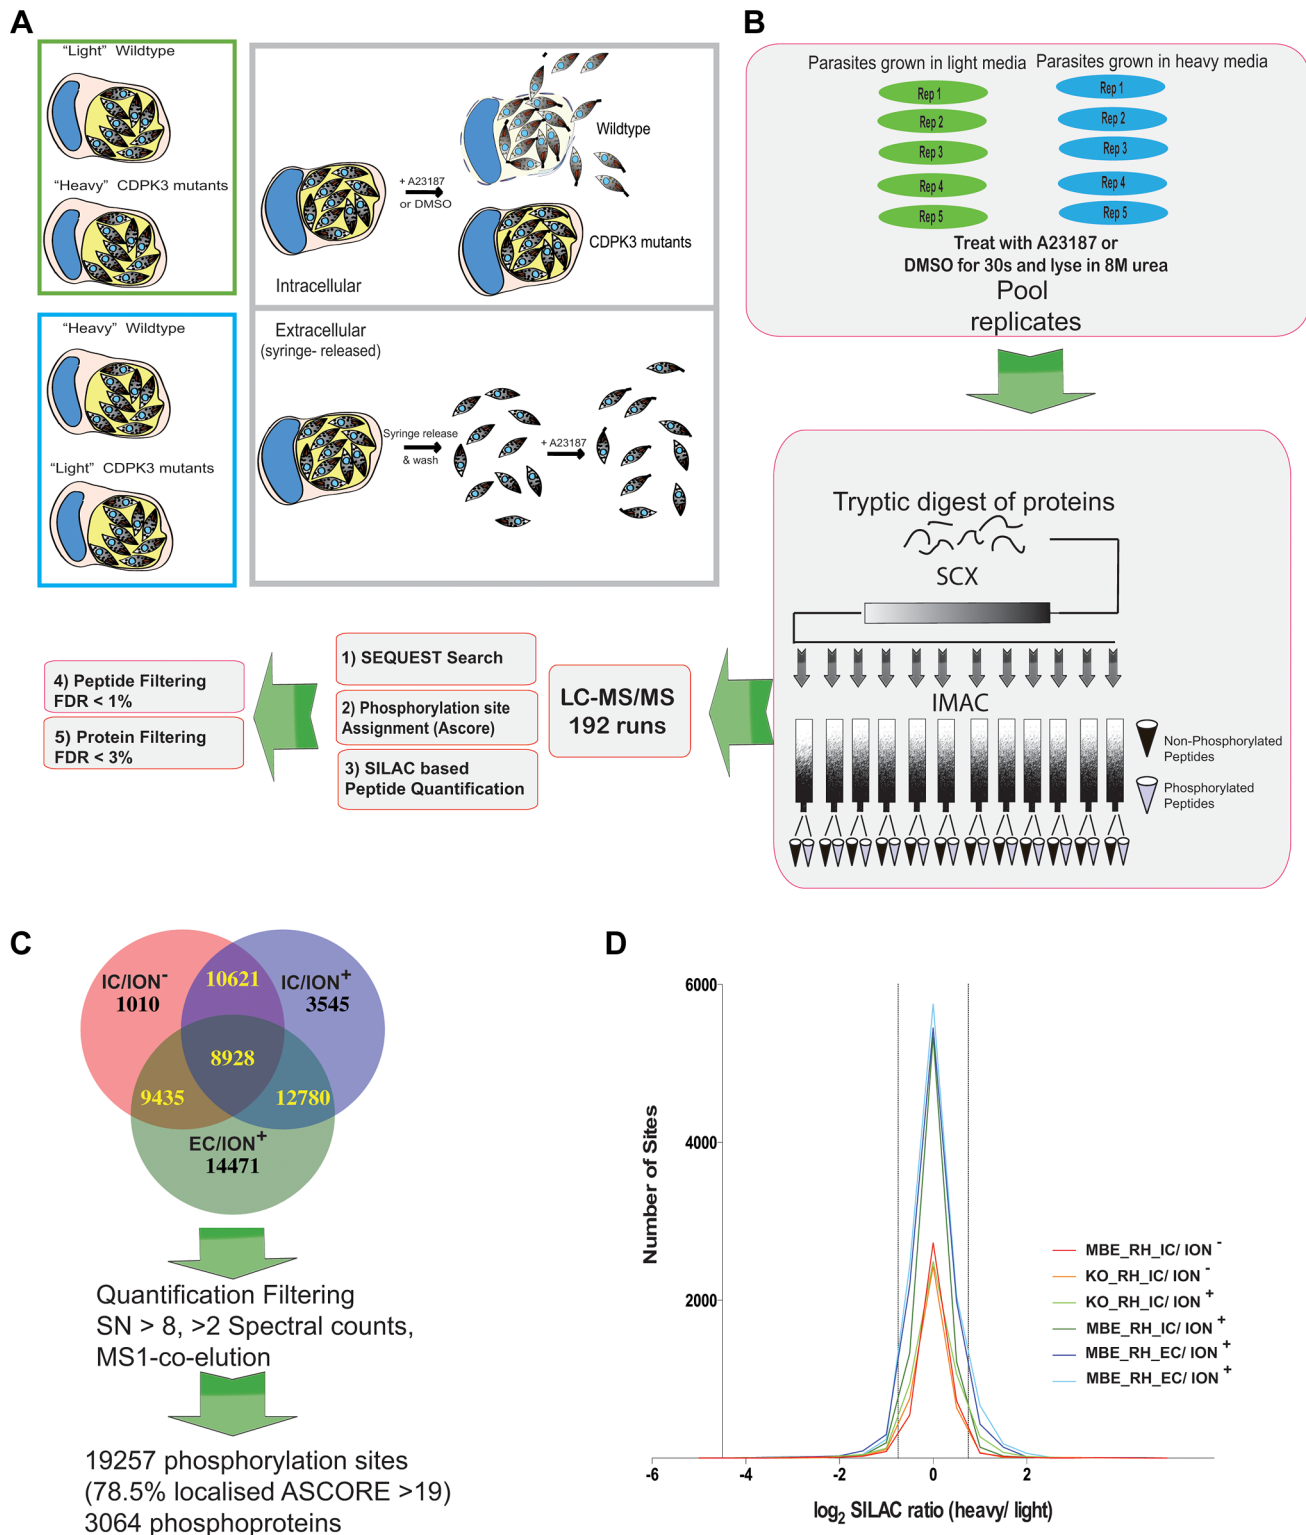 A
"Light" Wildtype
"Heavy" CDPK3 mutants
"Heavy" Wildtype
"Light" CDPK3 mutants
+ A23187
or DMSO
Wildtype
CDPK3 mutants
Intracellular
Extracellular
(syringe- released)
Syringe release
& wash
+ A23187
B
Parasites grown in light media
Parasites grown in heavy media
Rep 1
Rep 2
Rep 3
Rep 4
Rep 5
Rep 1
Rep 2
Rep 3
Rep 4
Rep 5
Treat with A23187 or
DMSO for 30s and lyse in 8M urea
Pool
replicates
Tryptic digest of proteins
SCX
IMAC
Non-Phosphorylated
Peptides
Phosphorylated
Peptides
LC-MS/MS
192 runs
1) SEQUEST Search
2) Phosphorylation site
Assignment (Ascore)
3) SILAC based
Peptide Quantification
4) Peptide Filtering
FDR < 1%
5) Protein Filtering
FDR < 3%
C
IC/ION-
1010
10621
IC/ION+
3545
8928
9435
12780
EC/ION+
14471
Quantification Filtering
SN > 8, >2 Spectral counts,
MS1-co-elution
19257 phosphorylation sites
(78.5% localised ASCORE >19)
3064 phosphoproteins
D
Number of Sites
6000
4000
2000
-6
-4
-2
0
2
log2 SILAC ratio (heavy/ light)
MBE_RH_IC/ ION -
KO_RH_IC/ ION -
KO_RH_IC/ ION +
MBE_RH_IC/ ION +
MBE_RH_EC/ ION +
MBE_RH_EC/ ION +